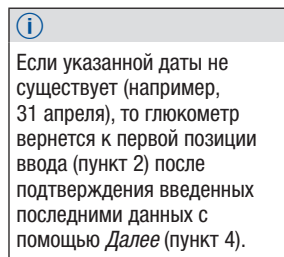 i
Если указанной даты не
существует (например,
31 апреля), то глюкометр
вернется к первой позиции
ввода (пункт 2) после
подтверждения введенных
последними данных с
помощью Далее (пункт 4).